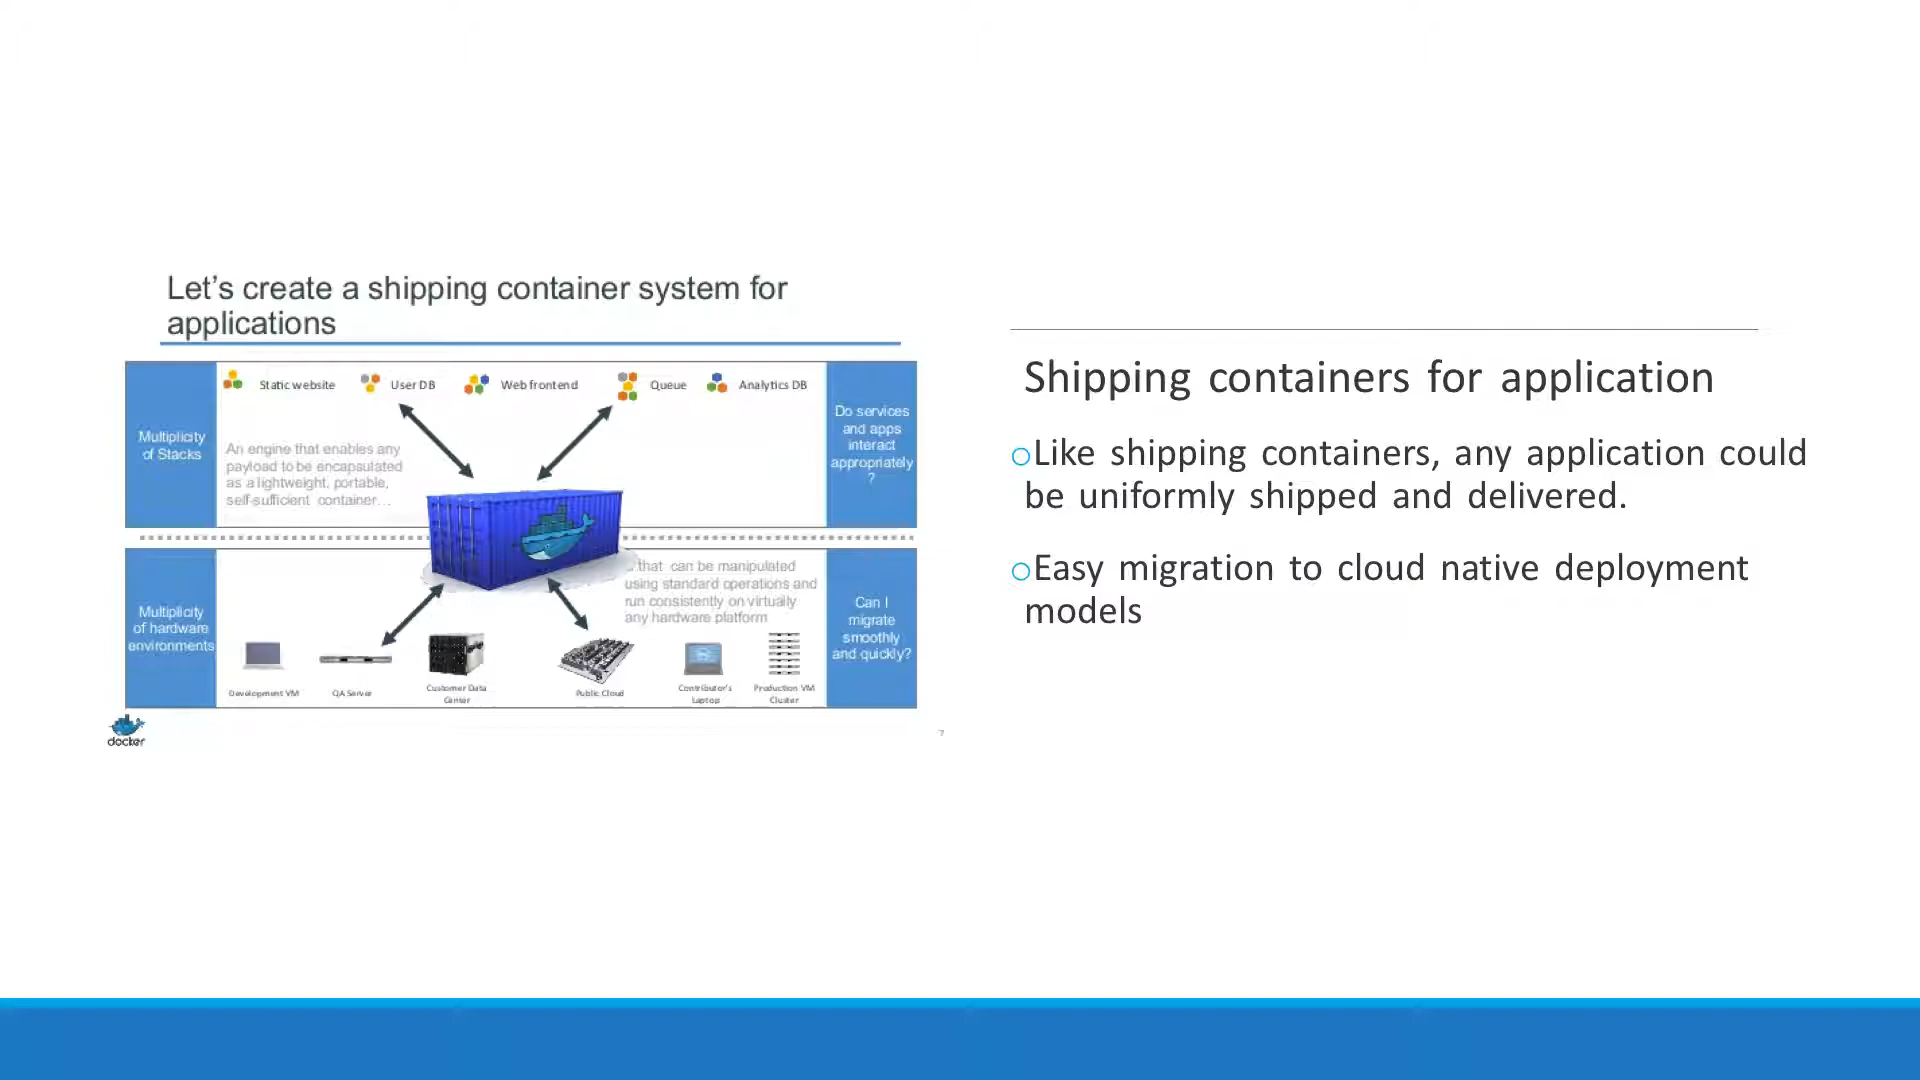 Let's create a shipping container system for
applications
Multiplicity
of Stacks
Static website
User DB
Web frontend
Queue
Analytics DB
An engine that enables any
payload to be encapsulated
as a lightweight, portable,
self-sufficient container…
Do services
and apps
interact
appropriately
?
Multiplicity
of hardware
environments
that can be manipulated
using standard operations and
run consistently on virtually
any hardware platform
Can I
migrate
smoothly
and quickly?
Development VM
QA Server
Customer Data
Center
Public Cloud
Contributor's
laptop
Production VM
Cluster
docker
7
Shipping containers for application
oLike shipping containers, any application could
be uniformly shipped and delivered.
oEasy migration to cloud native deployment
models